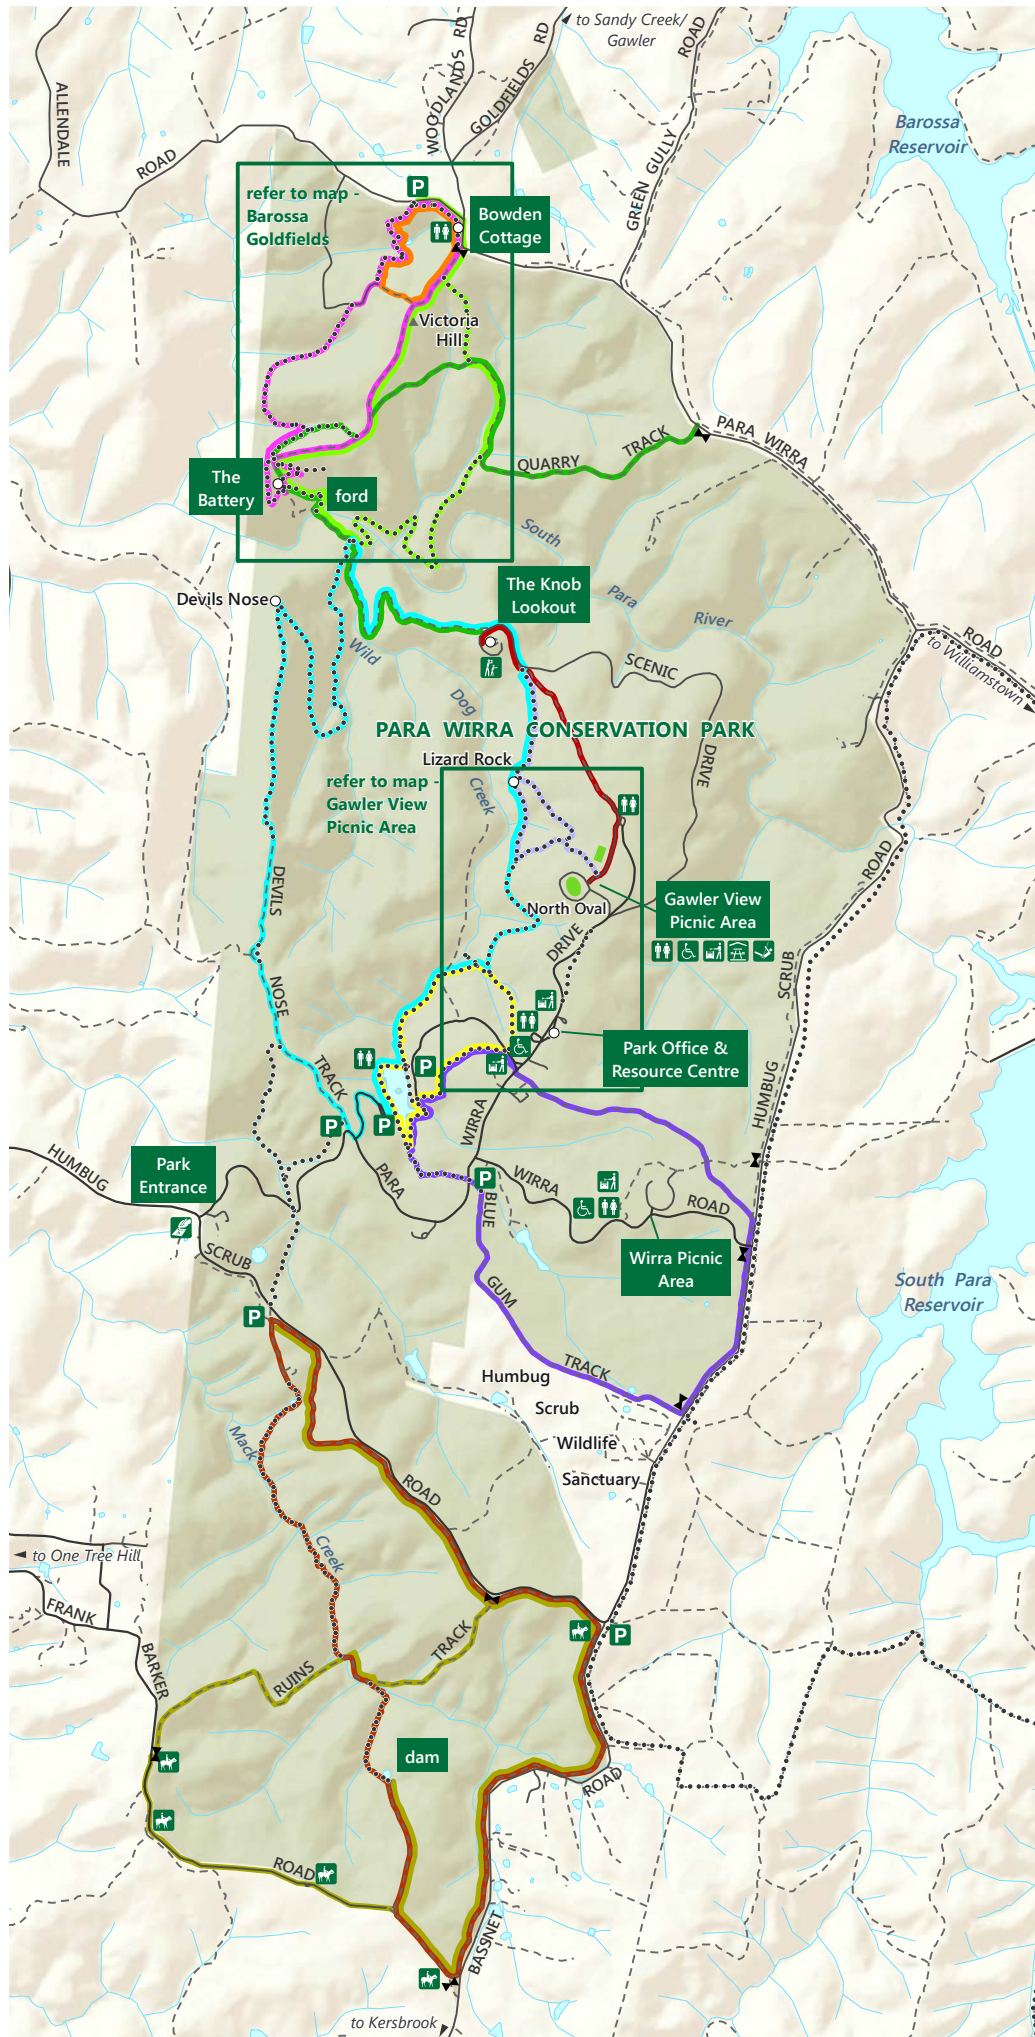 to Sandy Creek/
Gawler
ALLENDALE
ROAD
WOODLANDS RD
GOLDFIELDS RD
ROAD
GREEN GULLY
Barossa
Reservoir
refer to map -
Barossa
Goldfields
P
Bowden
Cottage
Victoria
Hill
QUARRY TRACK
PARA WIRRA
The
Battery
ford
South
Para
River
The Knob
Lookout
Devils Nose
Wild
Dog
Creek
SCENIC
DRIVE
ROAD
to Williamstown
PARA WIRRA CONSERVATION PARK
Lizard Rock
refer to map -
Gawler View
Picnic Area
DEVILS
NOSE
TRACK
North Oval
Gawler View
Picnic Area
DRIVE
ROAD
SCRUB
HUMBUG
Park Office &
Resource Centre
P
P
P
WIRRA
PARA
HUMBUG
SCRUB
Park
Entrance
P
WIRRA
ROAD
BLUE
GUM
TRACK
Wirra Picnic
Area
South Para
Reservoir
P
Humbug
Scrub
Wildlife
Sanctuary
Mack
Creek
ROAD
to One Tree Hill
FRANK
BARKER
RUINS
TRACK
P
dam
ROAD
ROAD
BASSNET
to Kersbrook